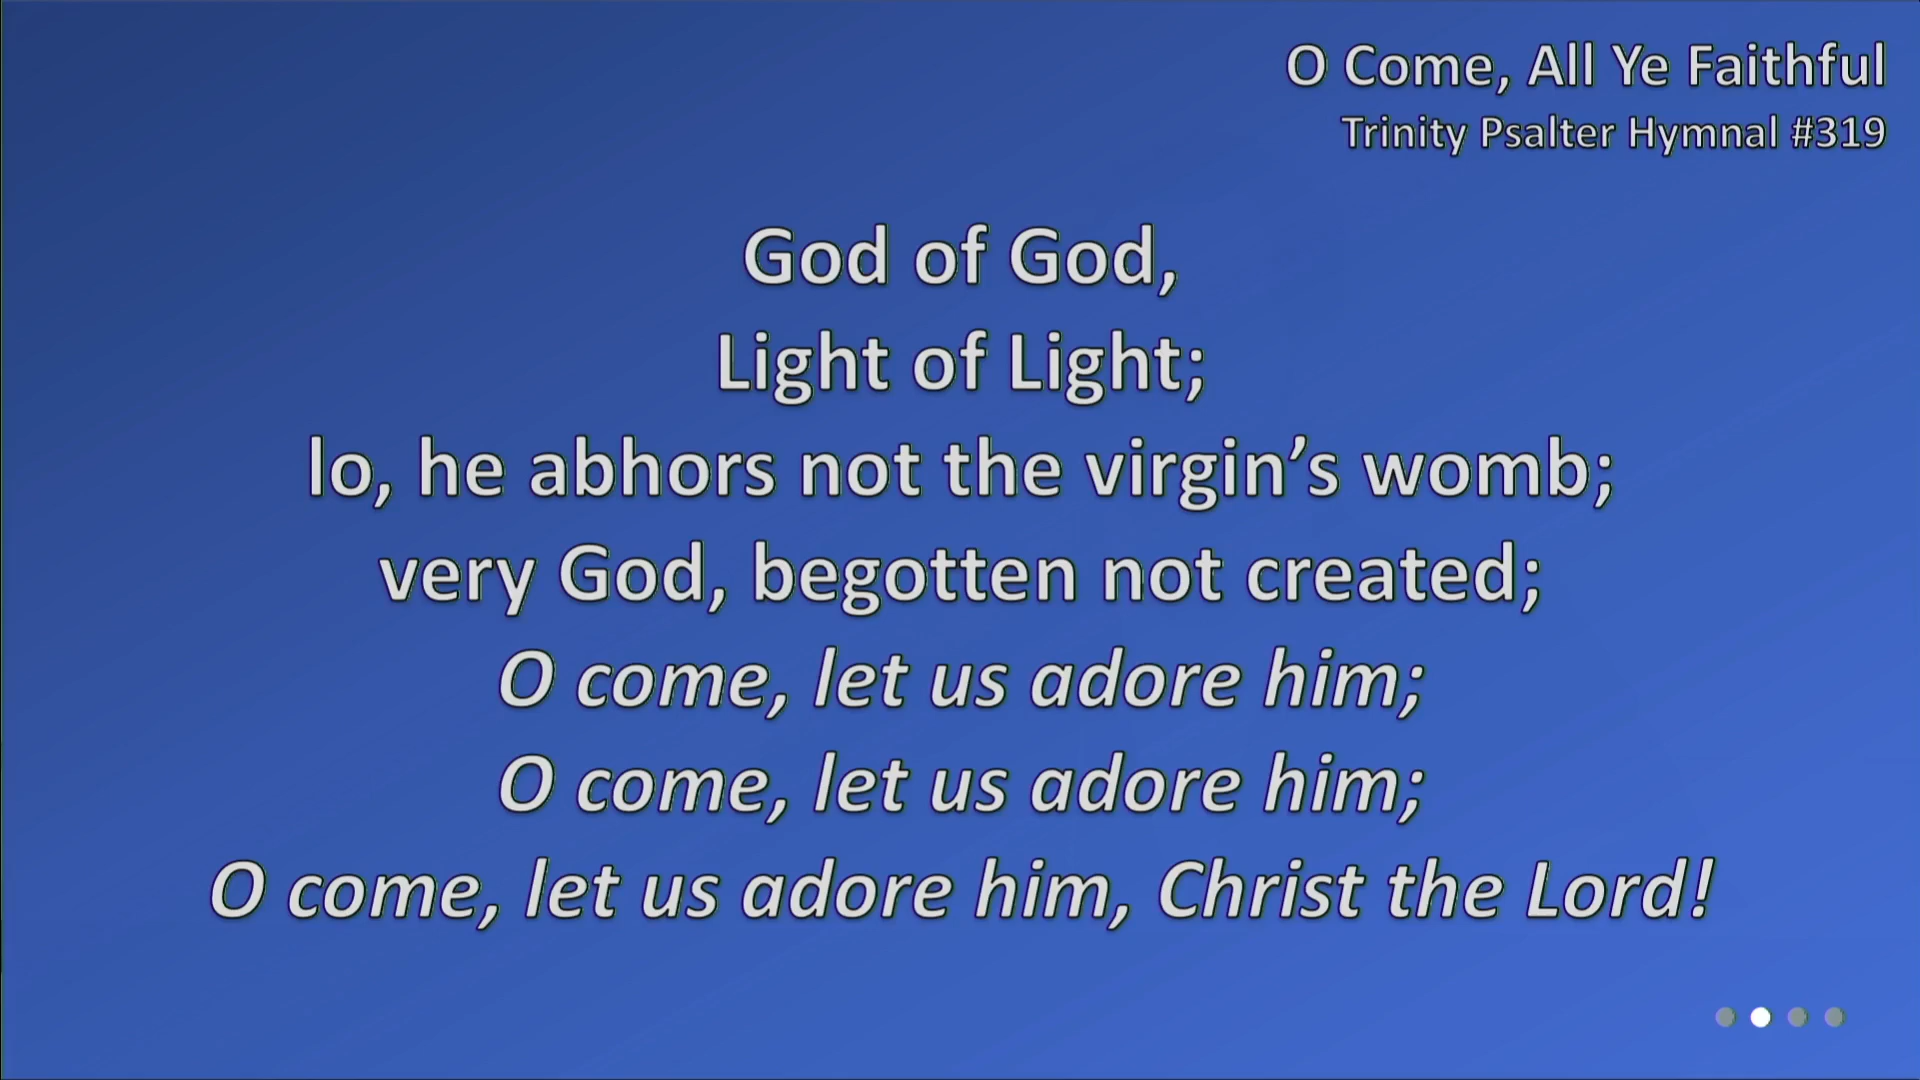 O Come, All Ye Faithful
Trinity Psalter Hymnal #319
God of God,
Light of Light;
lo, he abhors not the virgin’s womb;
very God, begotten not created;
O come, let us adore him;
O come, let us adore him;
O come, let us adore him, Christ the Lord!